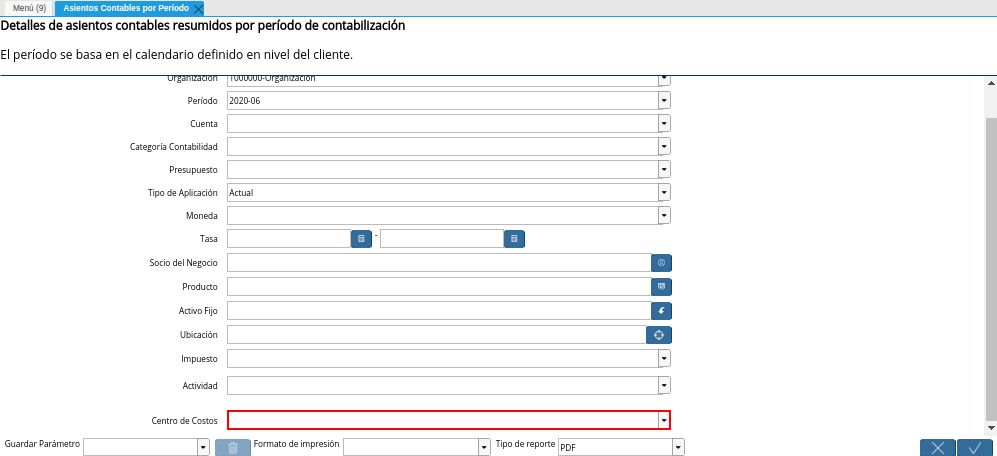 Menú (9)
Asientos Contables por Período
Detalles de asientos contables resumidos por período de contabilización
El período se basa en el calendario definido en nivel del cliente.
Organización 1000000-Organización
Período 2020-06
Cuenta
Categoría Contabilidad
Presupuesto
Tipo de Aplicación Actual
Moneda
Tasa -
Socio del Negocio
Producto
Activo Fijo
Ubicación
Impuesto
Actividad
Centro de Costos
Guardar Parámetro Formato de impresión Tipo de reporte PDF